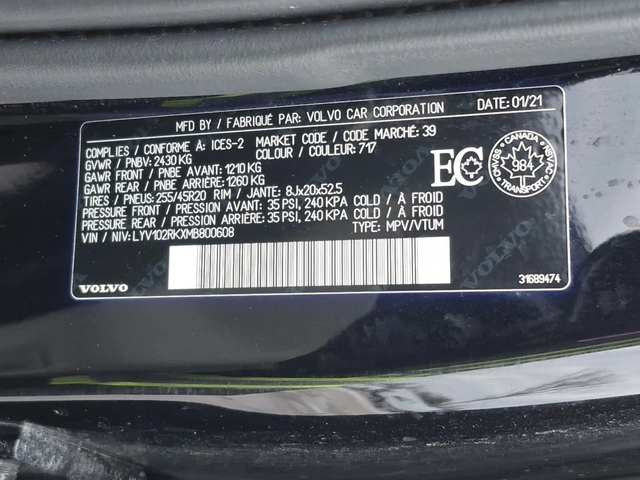 MFD BY / FABRIQUÉ PAR: VOLVO CAR CORPORATION DATE: 01/21
COMPLIES / CONFORME À: ICES-2 MARKET CODE / CODE MARCHÉ: 39
GVWR / PNBV: 2430 KG COLOUR / COULEUR: 717
GAWR FRONT / PNBE AVANT: 1210 KG
GAWR REAR / PNBE ARRIÈRE: 1260 KG
TIRES / PNEUS: 255/45R20 RIM / JANTE: 8Jx20x52.5
PRESSURE FRONT / PRESSION AVANT: 35 PSI, 240 KPA COLD / À FROID
PRESSURE REAR / PRESSION ARRIÈRE: 35 PSI, 240 KPA COLD / À FROID
VIN / NIV: LYV102RKXMB800608 TYPE: MPV/VTUM
EC
CANADA
CMVSS 984 NSVAC
TRANSPORT
VOLVO 31689474